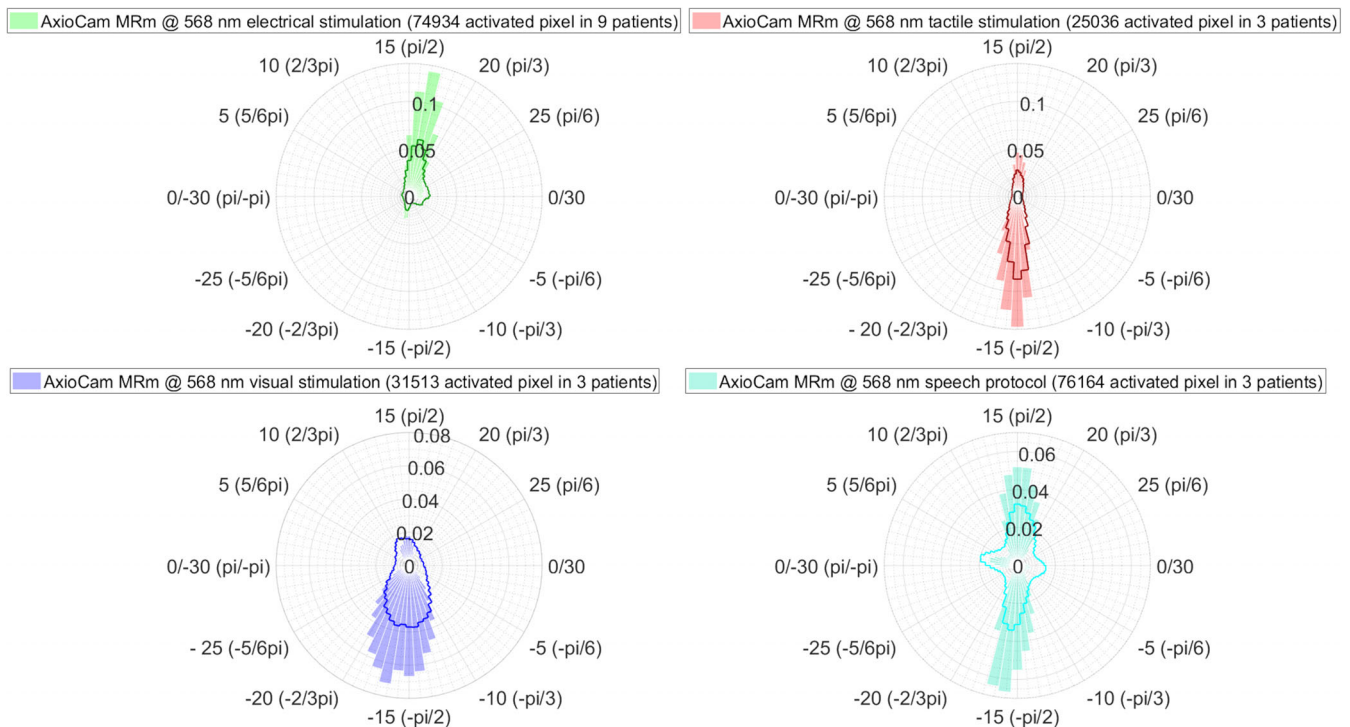 AxioCam MRm @ 568 nm electrical stimulation (74934 activated pixel in 9 patients)
15 (pi/2)
10 (2/3pi)
20 (pi/3)
5 (5/6pi)
0.1
25 (pi/6)
0.05
0/-30 (pi/-pi)
0
0/30
-25 (-5/6pi)
-5 (-pi/6)
-20 (-2/3pi)
-10 (-pi/3)
-15 (-pi/2)
AxioCam MRm @ 568 nm tactile stimulation (25036 activated pixel in 3 patients)
15 (pi/2)
10 (2/3pi)
20 (pi/3)
5 (5/6pi)
0.1
25 (pi/6)
0.05
0/-30 (pi/-pi)
0
0/30
-25 (-5/6pi)
-5 (-pi/6)
- 20 (-2/3pi)
-10 (-pi/3)
-15 (-pi/2)
AxioCam MRm @ 568 nm visual stimulation (31513 activated pixel in 3 patients)
15 (pi/2)
10 (2/3pi)
0.08
20 (pi/3)
0.06
5 (5/6pi)
25 (pi/6)
0.04
0.02
0/-30 (pi/-pi)
0
0/30
- 25 (-5/6pi)
-5 (-pi/6)
-20 (-2/3pi)
-10 (-pi/3)
-15 (-pi/2)
AxioCam MRm @ 568 nm speech protocol (76164 activated pixel in 3 patients)
15 (pi/2)
10 (2/3pi)
20 (pi/3)
0.06
5 (5/6pi)
0.04
25 (pi/6)
0.02
0/-30 (pi/-pi)
0
0/30
-25 (-5/6pi)
-5 (-pi/6)
-20 (-2/3pi)
-10 (-pi/3)
-15 (-pi/2)